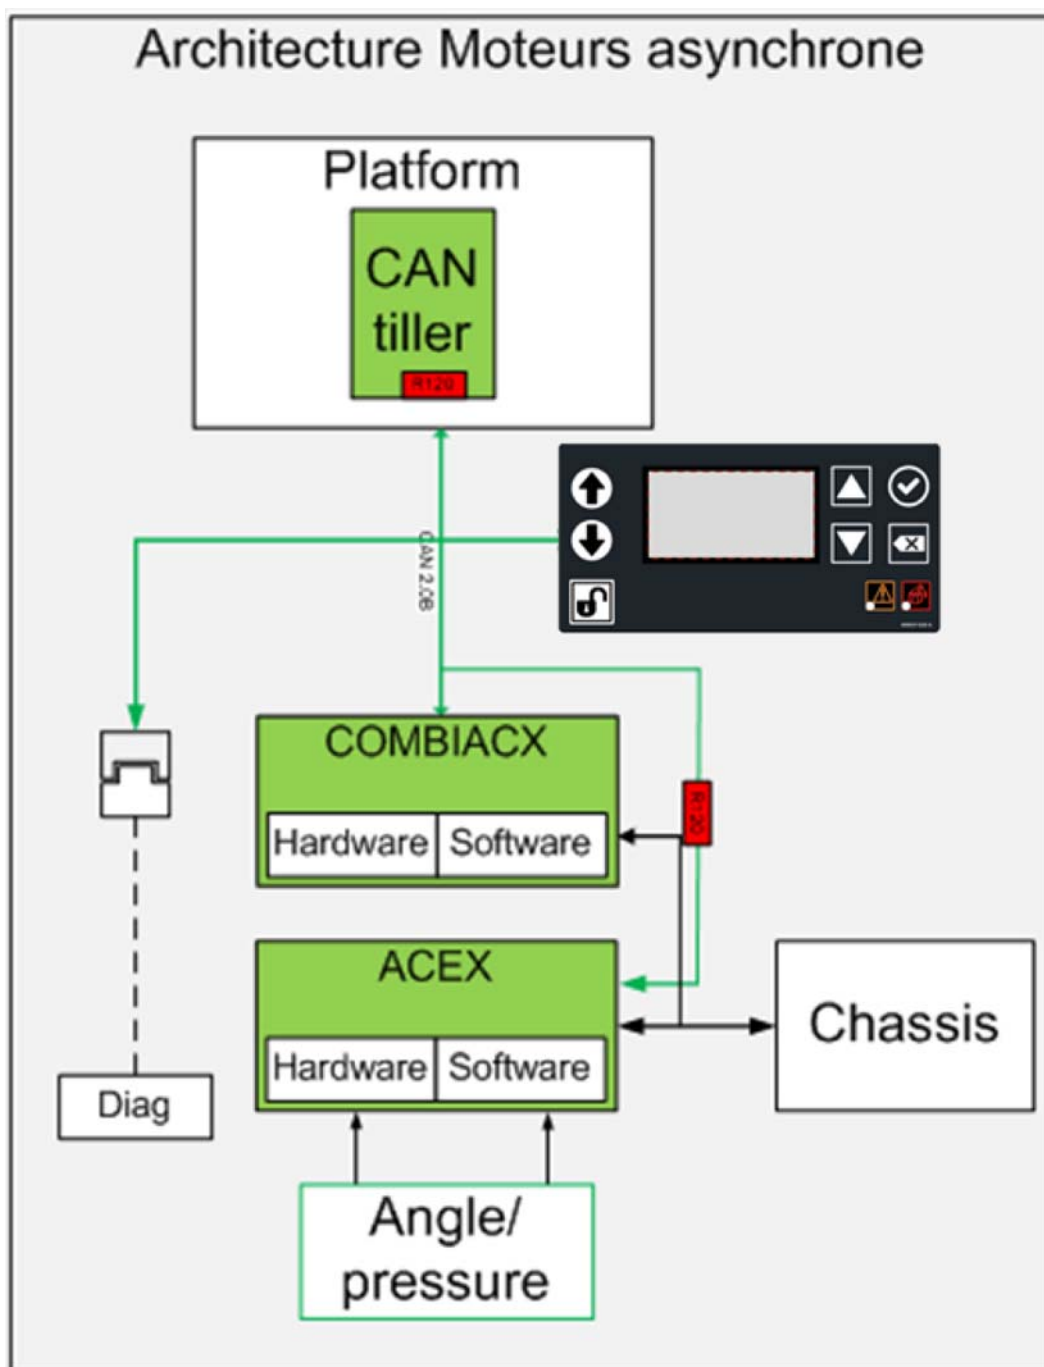 Architecture Moteurs asynchrone
Platform
CAN
tiller
R120
CAN 2.0B
COMBIACX
Hardware
Software
R120
ACEX
Hardware
Software
Chassis
Diag
Angle/
pressure